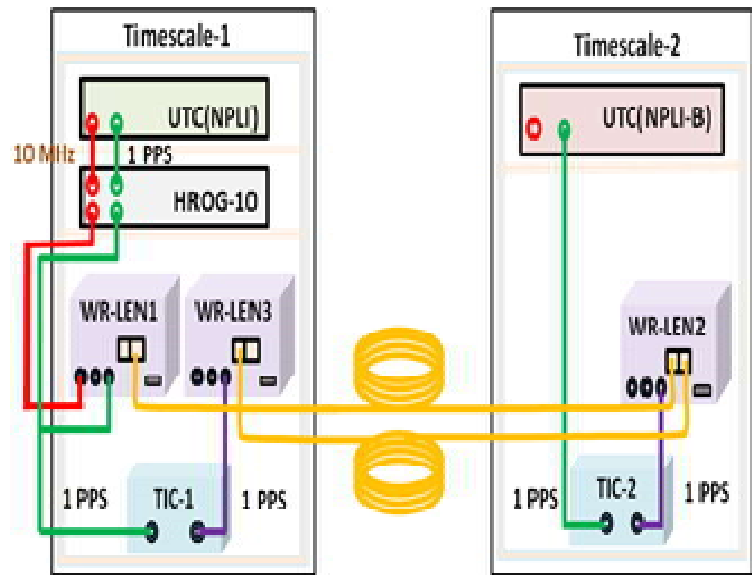 Timescale-1
UTC(NPLI)
10 MHz
1 PPS
HROG-10
WR-LEN1
WR-LEN3
1 PPS
TIC-1
1 PPS
Timescale-2
UTC(NPLI-B)
WR-LEN2
1 PPS
TIC-2
1 IPPS